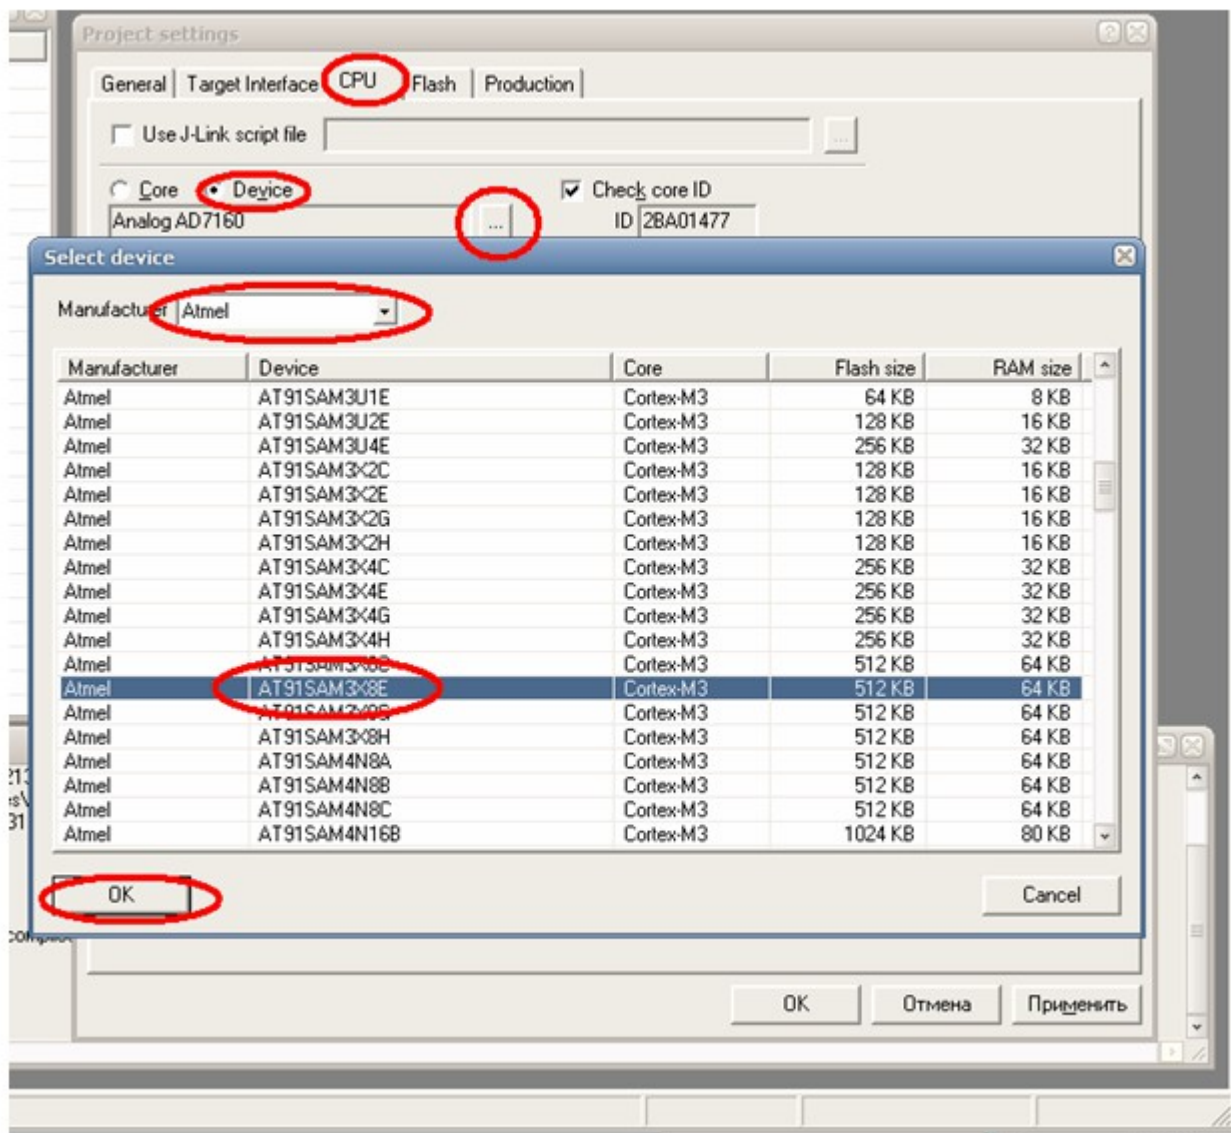 Project settings
General Target Interface CPU Flash Production
Use J-Link script file ...
Core Device Check core ID
Analog AD7160 ... ID 2BA01477
Select device
Manufacturer Atmel
Manufacturer Device Core Flash size RAM size
Atmel AT91SAM3U1E Cortex-M3 64 KB 8 KB
Atmel AT91SAM3U2E Cortex-M3 128 KB 16 KB
Atmel AT91SAM3U4E Cortex-M3 256 KB 32 KB
Atmel AT91SAM3X2C Cortex-M3 128 KB 16 KB
Atmel AT91SAM3X2E Cortex-M3 128 KB 16 KB
Atmel AT91SAM3X2G Cortex-M3 128 KB 16 KB
Atmel AT91SAM3X2H Cortex-M3 128 KB 16 KB
Atmel AT91SAM3X4C Cortex-M3 256 KB 32 KB
Atmel AT91SAM3X4E Cortex-M3 256 KB 32 KB
Atmel AT91SAM3X4G Cortex-M3 256 KB 32 KB
Atmel AT91SAM3X4H Cortex-M3 256 KB 32 KB
Atmel AT91SAM3X8C Cortex-M3 512 KB 64 KB
Atmel AT91SAM3X8E Cortex-M3 512 KB 64 KB
Atmel AT91SAM3X8G Cortex-M3 512 KB 64 KB
Atmel AT91SAM3X8H Cortex-M3 512 KB 64 KB
Atmel AT91SAM4N8A Cortex-M3 512 KB 64 KB
Atmel AT91SAM4N8B Cortex-M3 512 KB 64 KB
Atmel AT91SAM4N8C Cortex-M3 512 KB 64 KB
Atmel AT91SAM4N16B Cortex-M3 1024 KB 80 KB
OK Cancel
OK Отмена Применить